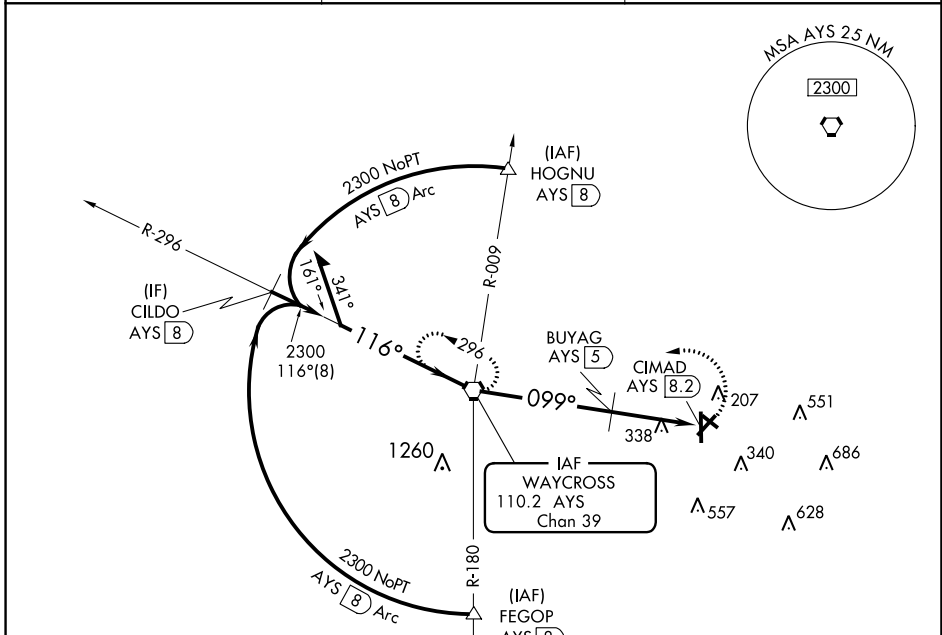 MSA AYS 25 NM
2300
(IAF)
HOGNU
AYS 8
2300 NoPT
AYS 8 Arc
R-009
R-296
(IF)
CILDO
AYS 8
161°
341°
2300
116°(8)
116°
296
BUYAG
AYS 5
CIMAD
AYS 8.2
099°
207
551
338
340
686
557
628
1260
IAF
WAYCROSS
110.2 AYS
Chan 39
R-180
2300 NoPT
AYS 8 Arc
(IAF)
FEGOP
AYS